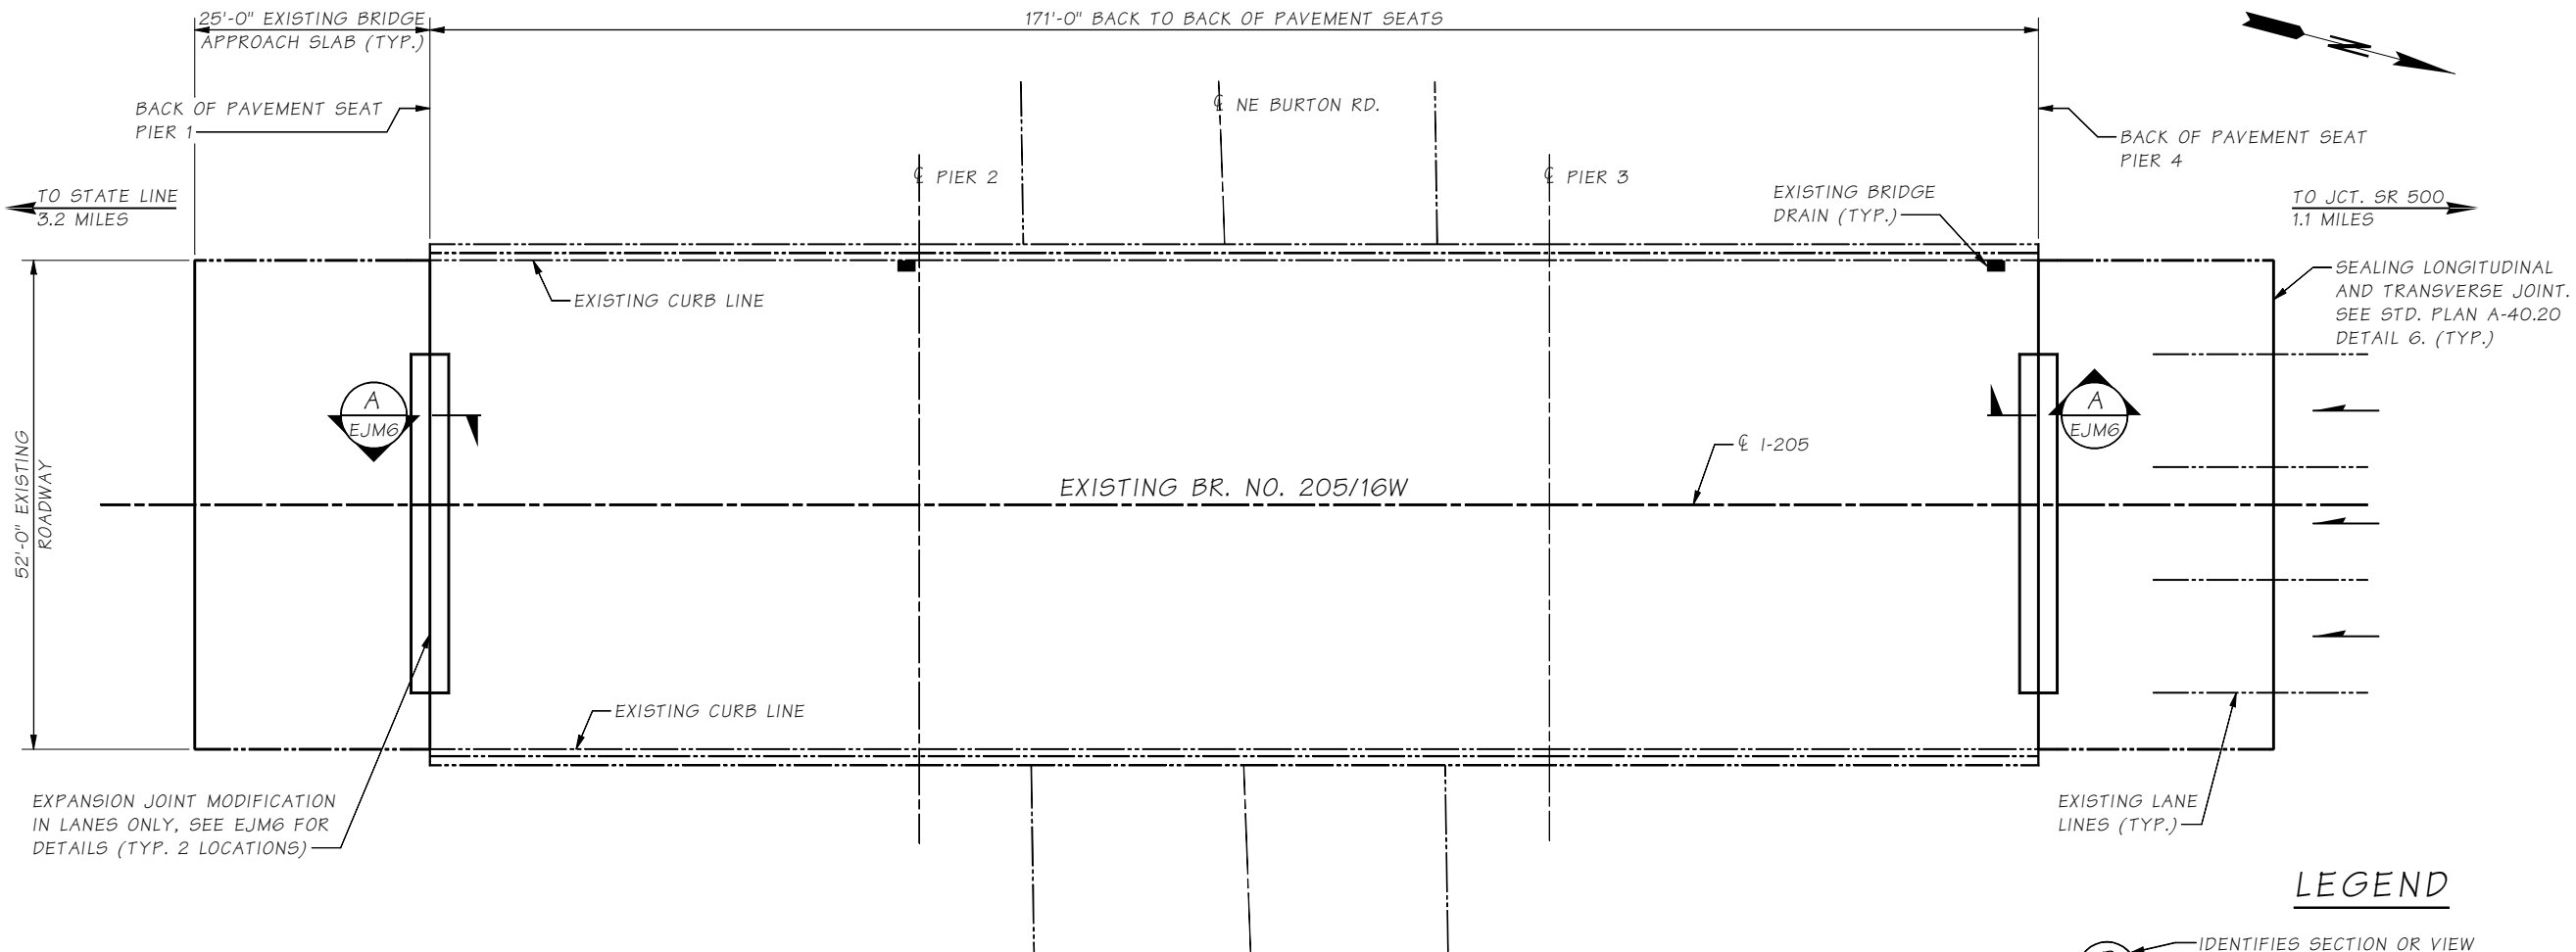 25'-0" EXISTING BRIDGE
APPROACH SLAB (TYP.)
171'-0" BACK TO BACK OF PAVEMENT SEATS
N
BACK OF PAVEMENT SEAT
PIER 1
℄ NE BURTON RD.
BACK OF PAVEMENT SEAT
PIER 4
℄ PIER 2
℄ PIER 3
TO STATE LINE
3.2 MILES
EXISTING BRIDGE
DRAIN (TYP.)
TO JCT. SR 500
1.1 MILES
SEALING LONGITUDINAL
AND TRANSVERSE JOINT.
SEE STD. PLAN A-40.20
DETAIL 6. (TYP.)
EXISTING CURB LINE
A
EJM6
A
EJM6
℄ I-205
EXISTING BR. NO. 205/16W
52'-0" EXISTING
ROADWAY
EXISTING CURB LINE
EXPANSION JOINT MODIFICATION
IN LANES ONLY, SEE EJM6 FOR
DETAILS (TYP. 2 LOCATIONS)
EXISTING LANE
LINES (TYP.)
LEGEND
IDENTIFIES SECTION OR VIEW